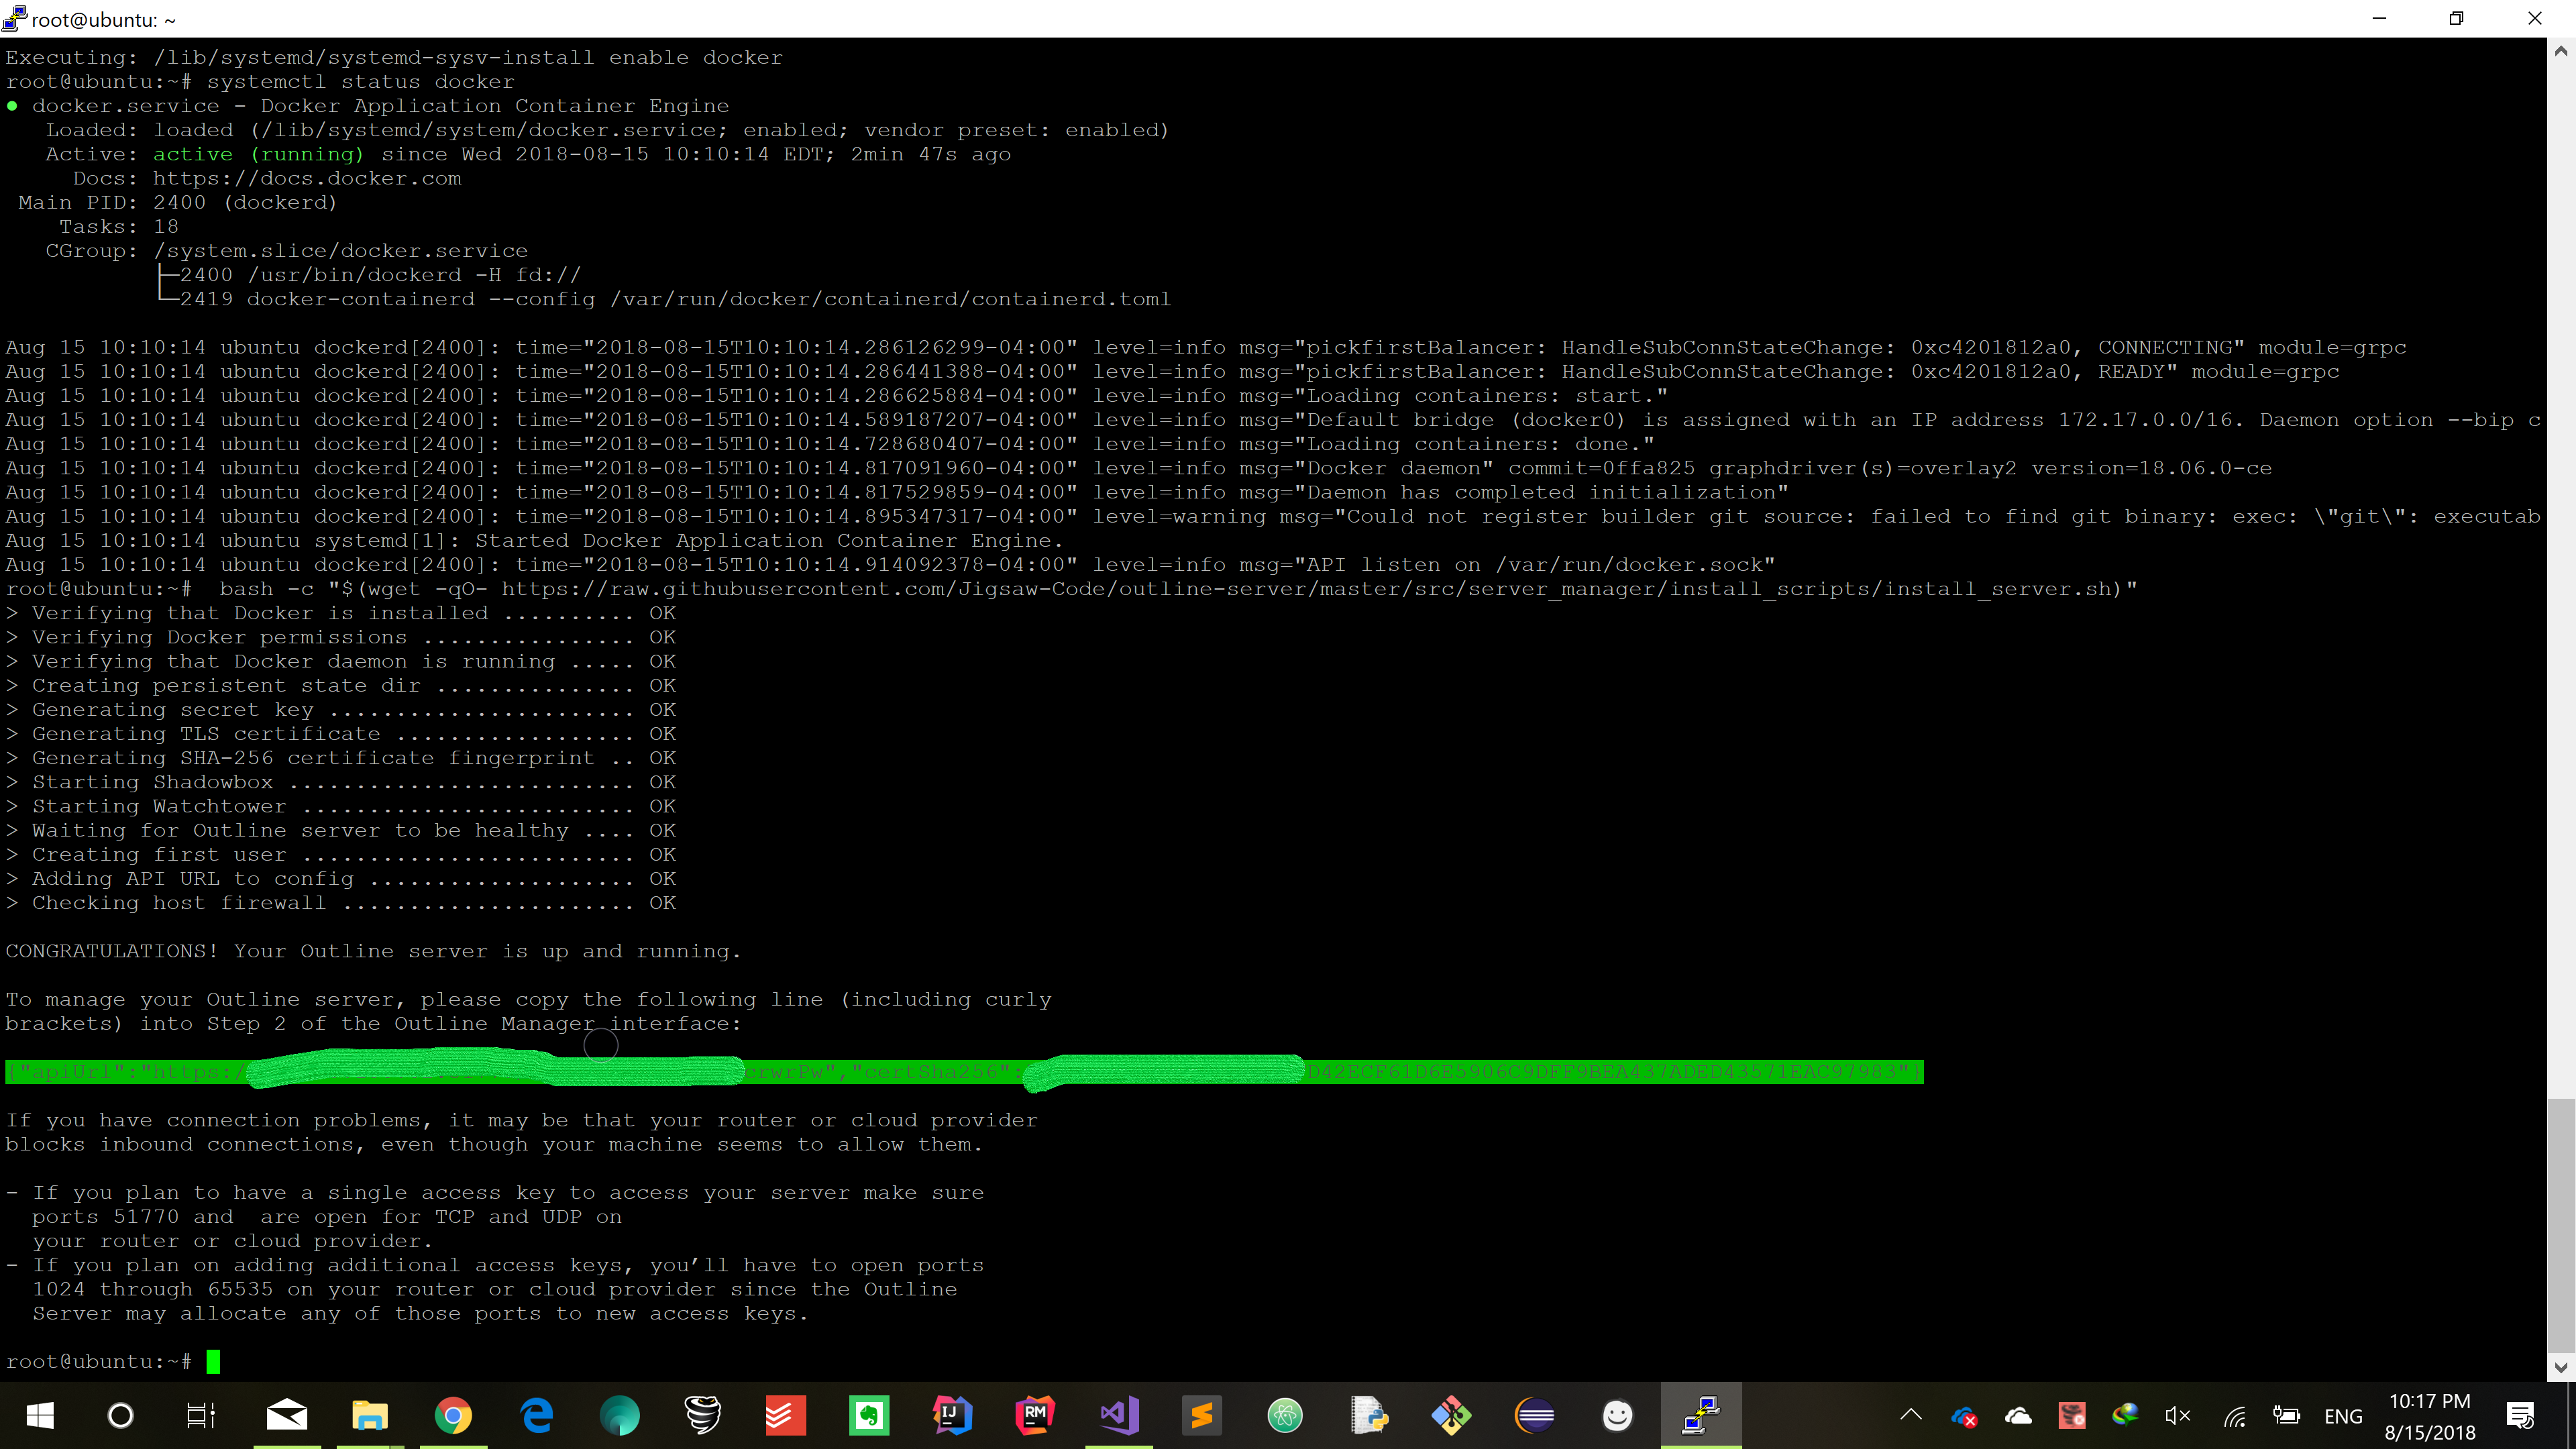 root@ubuntu: ~
Executing: /lib/systemd/systemd-sysv-install enable docker
root@ubuntu:~# systemctl status docker
● docker.service - Docker Application Container Engine
Loaded: loaded (/lib/systemd/system/docker.service; enabled; vendor preset: enabled)
Active: active (running) since Wed 2018-08-15 10:10:14 EDT; 2min 47s ago
Docs: https://docs.docker.com
Main PID: 2400 (dockerd)
Tasks: 18
CGroup: /system.slice/docker.service
├─2400 /usr/bin/dockerd -H fd://
└─2419 docker-containerd --config /var/run/docker/containerd/containerd.toml
Aug 15 10:10:14 ubuntu dockerd[2400]: time="2018-08-15T10:10:14.286126299-04:00" level=info msg="pickfirstBalancer: HandleSubConnStateChange: 0xc4201812a0, CONNECTING" module=grpc
Aug 15 10:10:14 ubuntu dockerd[2400]: time="2018-08-15T10:10:14.286441388-04:00" level=info msg="pickfirstBalancer: HandleSubConnStateChange: 0xc4201812a0, READY" module=grpc
Aug 15 10:10:14 ubuntu dockerd[2400]: time="2018-08-15T10:10:14.286625884-04:00" level=info msg="Loading containers: start."
Aug 15 10:10:14 ubuntu dockerd[2400]: time="2018-08-15T10:10:14.589187207-04:00" level=info msg="Default bridge (docker0) is assigned with an IP address 172.17.0.0/16. Daemon option --bip c
Aug 15 10:10:14 ubuntu dockerd[2400]: time="2018-08-15T10:10:14.728680407-04:00" level=info msg="Loading containers: done."
Aug 15 10:10:14 ubuntu dockerd[2400]: time="2018-08-15T10:10:14.817091960-04:00" level=info msg="Docker daemon" commit=0ffa825 graphdriver(s)=overlay2 version=18.06.0-ce
Aug 15 10:10:14 ubuntu dockerd[2400]: time="2018-08-15T10:10:14.817529859-04:00" level=info msg="Daemon has completed initialization"
Aug 15 10:10:14 ubuntu dockerd[2400]: time="2018-08-15T10:10:14.895347317-04:00" level=warning msg="Could not register builder git source: failed to find git binary: exec: \"git\": executab
Aug 15 10:10:14 ubuntu systemd[1]: Started Docker Application Container Engine.
Aug 15 10:10:14 ubuntu dockerd[2400]: time="2018-08-15T10:10:14.914092378-04:00" level=info msg="API listen on /var/run/docker.sock"
root@ubuntu:~#  bash -c "$(wget -qO- https://raw.githubusercontent.com/Jigsaw-Code/outline-server/master/src/server_manager/install_scripts/install_server.sh)"
> Verifying that Docker is installed .......... OK
> Verifying Docker permissions ................ OK
> Verifying that Docker daemon is running ..... OK
> Creating persistent state dir ............... OK
> Generating secret key ....................... OK
> Generating TLS certificate .................. OK
> Generating SHA-256 certificate fingerprint .. OK
> Starting Shadowbox .......................... OK
> Starting Watchtower ......................... OK
> Waiting for Outline server to be healthy .... OK
> Creating first user ......................... OK
> Adding API URL to config .................... OK
> Checking host firewall ...................... OK
CONGRATULATIONS! Your Outline server is up and running.
To manage your Outline server, please copy the following line (including curly
brackets) into Step 2 of the Outline Manager interface:
{"apiUrl":"https:/ crwrPw","certSha256": D42ECF61D6E5906C9DFF9BEA437ADED43571EAC97983"}
If you have connection problems, it may be that your router or cloud provider
blocks inbound connections, even though your machine seems to allow them.
- If you plan to have a single access key to access your server make sure
ports 51770 and  are open for TCP and UDP on
your router or cloud provider.
- If you plan on adding additional access keys, you’ll have to open ports
1024 through 65535 on your router or cloud provider since the Outline
Server may allocate any of those ports to new access keys.
root@ubuntu:~#
IJ
RM
ENG
10:17 PM
8/15/2018